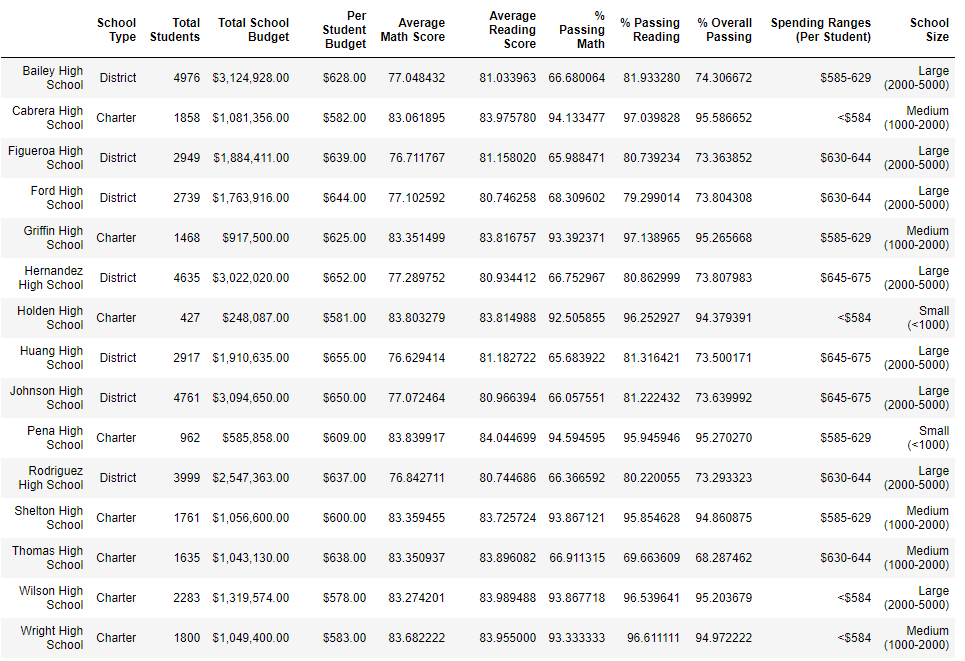 School Type Total Students Total School Budget Per Student Budget Average Math Score Average Reading Score % Passing Math % Passing Reading % Overall Passing Spending Ranges (Per Student) School Size
Bailey High School District 4976 $3,124,928.00 $628.00 77.048432 81.033963 66.680064 81.933280 74.306672 $585-629 Large (2000-5000)
Cabrera High School Charter 1858 $1,081,356.00 $582.00 83.061895 83.975780 94.133477 97.039828 95.586652 <$584 Medium (1000-2000)
Figueroa High School District 2949 $1,884,411.00 $639.00 76.711767 81.158020 65.988471 80.739234 73.363852 $630-644 Large (2000-5000)
Ford High School District 2739 $1,763,916.00 $644.00 77.102592 80.746258 68.309602 79.299014 73.804308 $630-644 Large (2000-5000)
Griffin High School Charter 1468 $917,500.00 $625.00 83.351499 83.816757 93.392371 97.138965 95.265668 $585-629 Medium (1000-2000)
Hernandez High School District 4635 $3,022,020.00 $652.00 77.289752 80.934412 66.752967 80.862999 73.807983 $645-675 Large (2000-5000)
Holden High School Charter 427 $248,087.00 $581.00 83.803279 83.814988 92.505855 96.252927 94.379391 <$584 Small (<1000)
Huang High School District 2917 $1,910,635.00 $655.00 76.629414 81.182722 65.683922 81.316421 73.500171 $645-675 Large (2000-5000)
Johnson High School District 4761 $3,094,650.00 $650.00 77.072464 80.966394 66.057551 81.222432 73.639992 $645-675 Large (2000-5000)
Pena High School Charter 962 $585,858.00 $609.00 83.839917 84.044699 94.594595 95.945946 95.270270 $585-629 Small (<1000)
Rodriguez High School District 3999 $2,547,363.00 $637.00 76.842711 80.744686 66.366592 80.220055 73.293323 $630-644 Large (2000-5000)
Shelton High School Charter 1761 $1,056,600.00 $600.00 83.359455 83.725724 93.867121 95.854628 94.860875 $585-629 Medium (1000-2000)
Thomas High School Charter 1635 $1,043,130.00 $638.00 83.350937 83.896082 66.911315 69.663609 68.287462 $630-644 Medium (1000-2000)
Wilson High School Charter 2283 $1,319,574.00 $578.00 83.274201 83.989488 93.867718 96.539641 95.203679 <$584 Large (2000-5000)
Wright High School Charter 1800 $1,049,400.00 $583.00 83.682222 83.955000 93.333333 96.611111 94.972222 <$584 Medium (1000-2000)